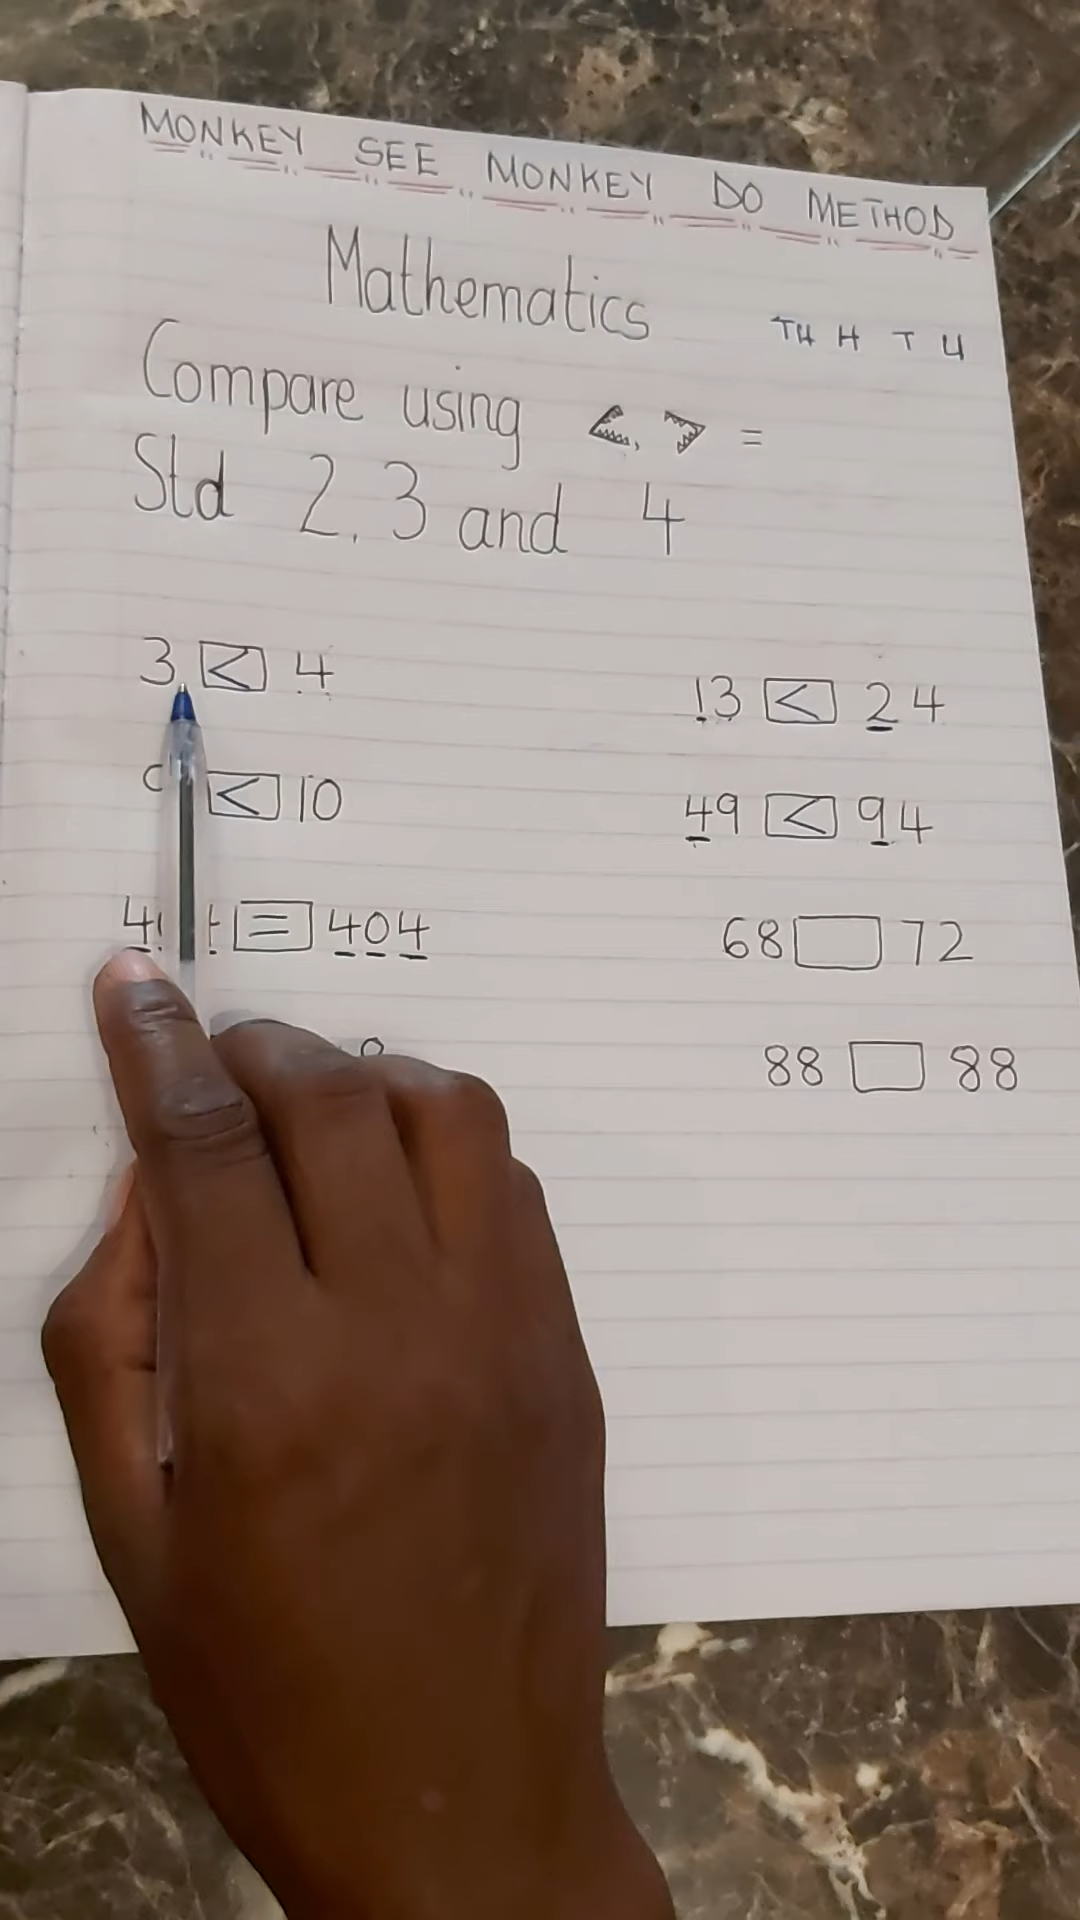 MONKEY SEE MONKEY DO METHOD
Mathematics
TH H T U
Compare using <, > =
Std 2, 3 and 4
3 < 4
13 < 24
< 10
49 < 94
= 404
68 72
88 88